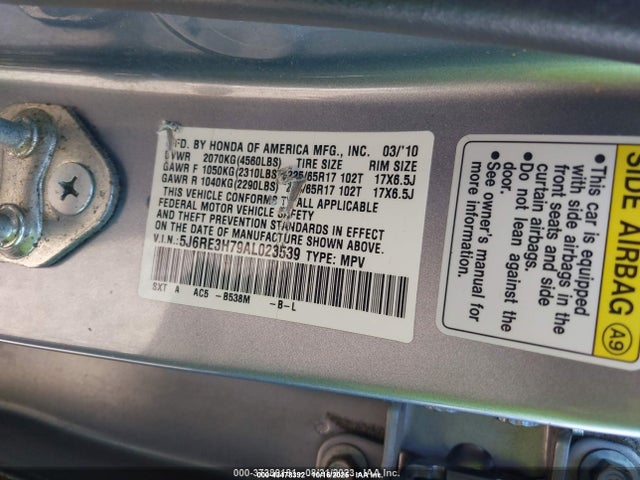 MFD. BY HONDA OF AMERICA MFG., INC. 03/'10
GVWR 2070KG(4560LBS) TIRE SIZE RIM SIZE
GAWR F 1050KG(2310LBS) 225/65R17 102T 17X6.5J
GAWR R 1040KG(2290LBS) /65R17 102T 17X6.5J
THIS VEHICLE CONFORMS TO ALL APPLICABLE
FEDERAL MOTOR VEHICLE SAFETY
AND THEFT PREVENTION STANDARDS IN EFFECT
ON THE DATE OF MANUFACTURE SHOWN ABOVE.
V.I.N.: 5J6RE3H79AL023539 TYPE: MPV
SXT A AC5 - B538M -B-L
SIDE AIRBAG A9
• This car is equipped
with side airbags in the
front seats and side
curtain airbags.
• Do not lean against the
door.
• See owner's manual for
more information.
IAA Inc.
IAA Inc.